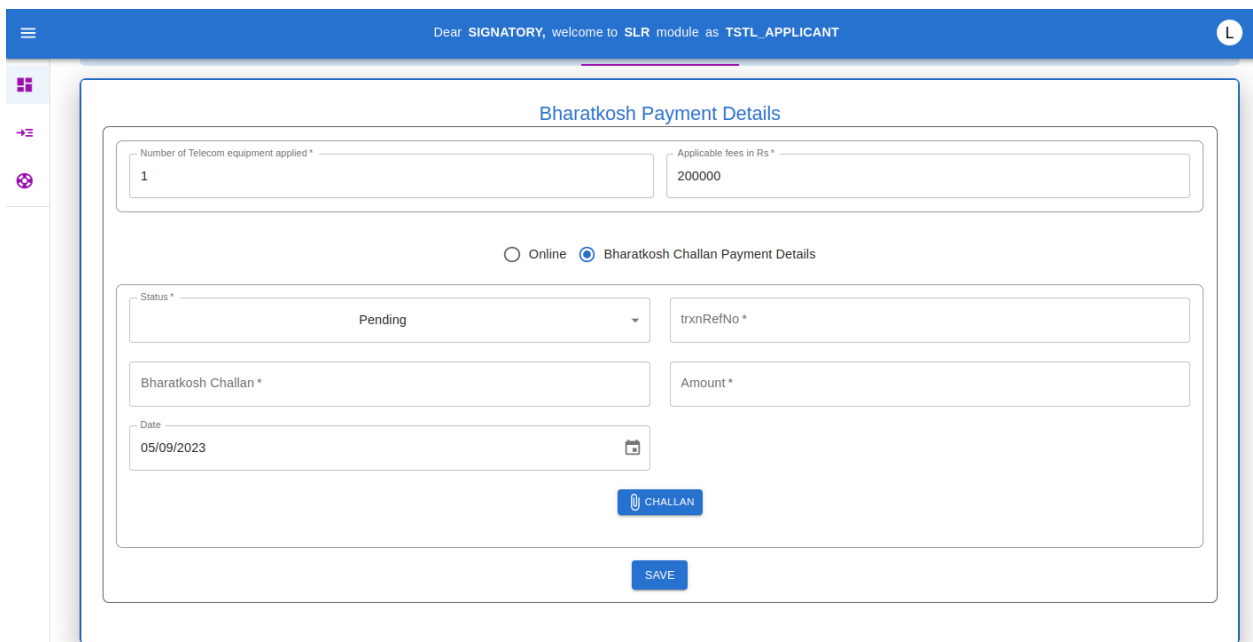 Dear SIGNATORY, welcome to SLR module as TSTL_APPLICANT
L
Bharatkosh Payment Details
Number of Telecom equipment applied *
1
Applicable fees in Rs *
200000
Online
Bharatkosh Challan Payment Details
Status *
Pending
trxnRefNo *
Bharatkosh Challan *
Amount *
Date
05/09/2023
CHALLAN
SAVE